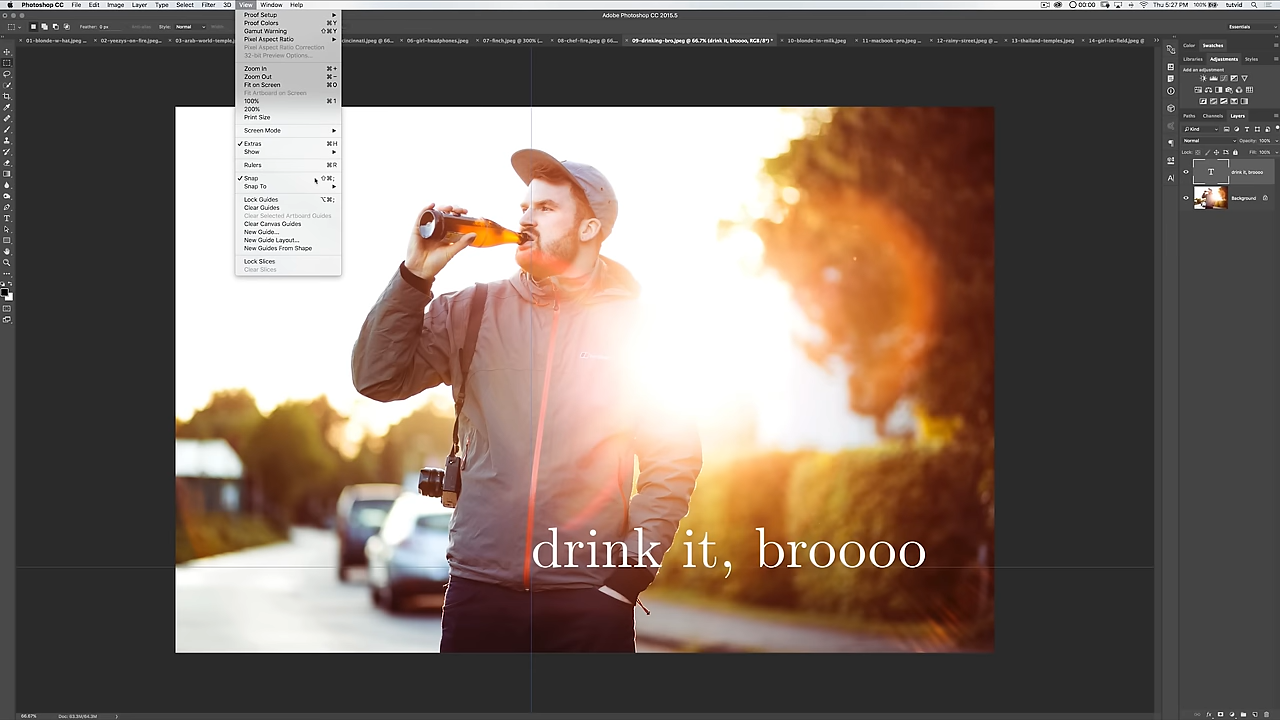 Photoshop CC File Edit Image Layer Type Select Filter 3D View Window Help 00:00 100% Thu 5:27 PM tutvid
Adobe Photoshop CC 2015.5
Feather: 0 px Style: Normal Essentials
01-blonde-w-hat.jpeg ... 02-yeezys-on-fire.jpeg... 03-arab-world-temple.j 06-girl-headphones.jpeg 07-finch.jpeg @ 300% (... 08-chef-fire.jpeg @ 66... 09-drinking-bro.jpeg @ 66.7% (drink it, broooo, RGB/8*) * 10-blonde-in-milk.jpeg 11-macbook-pro.jpeg ... 12-rainy-street.jpeg @ ... 13-thailand-temples.jpeg 14-girl-in-field.jpeg @
Proof Setup
Proof Colors ⌘Y
Gamut Warning ⇧⌘Y
Pixel Aspect Ratio
Pixel Aspect Ratio Correction
32-bit Preview Options...
Zoom In ⌘+
Zoom Out ⌘−
Fit on Screen ⌘0
Fit Artboard on Screen
100% ⌘1
200%
Print Size
Screen Mode
Extras ⌘H
Show
Rulers ⌘R
Snap ⇧⌘;
Snap To
Lock Guides ⌥⌘;
Clear Guides
Clear Selected Artboard Guides
Clear Canvas Guides
New Guide...
New Guide Layout...
New Guides From Shape
Lock Slices
Clear Slices
drink it, broooo
Color Swatches
Libraries Adjustments Styles
Add an adjustment
Paths Channels Layers
Kind
Normal Opacity: 100%
Lock: Fill: 100%
T drink it, broooo
Background
66.67% Doc: 63.3M/64.3M